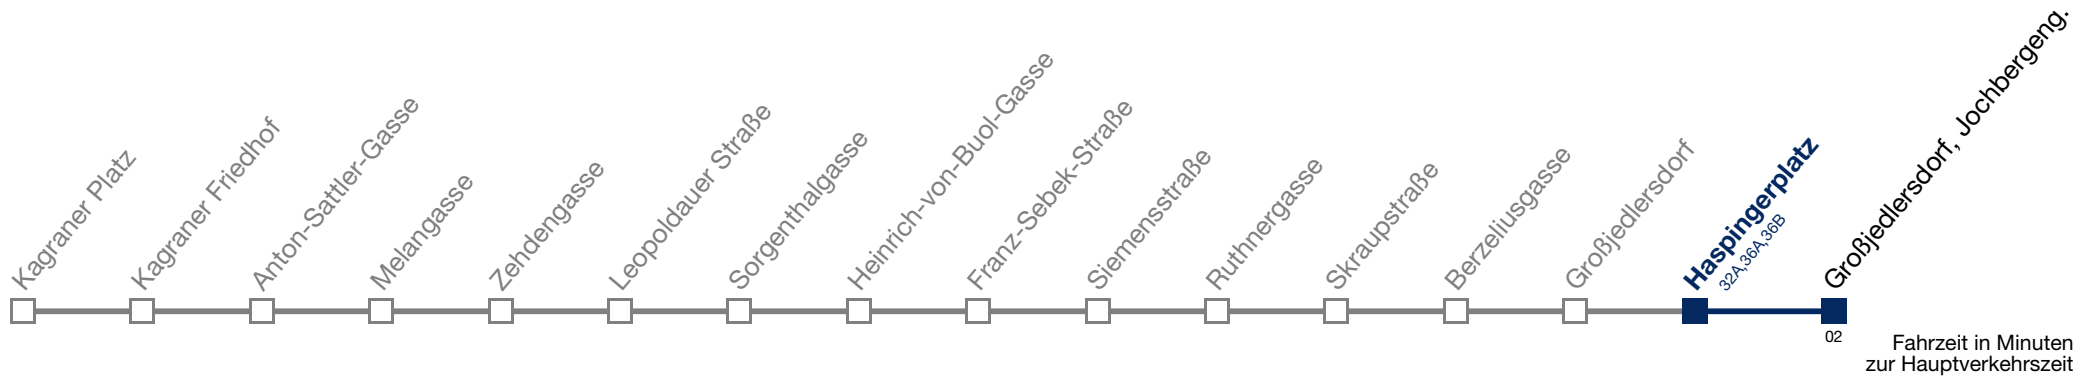 Kagraner Platz
Kagraner Friedhof
Anton-Sattler-Gasse
Melangasse
Zehdengasse
Leopoldauer Straße
Sorgenthalgasse
Heinrich-von-Buol-Gasse
Franz-Sebek-Straße
Siemensstraße
Ruthnergasse
Skraupstraße
Berzeliusgasse
Großjedlersdorf
Haspingerplatz
32A,36A,36B
Großjedlersdorf, Jochbergeng.
02
Fahrzeit in Minuten
zur Hauptverkehrszeit